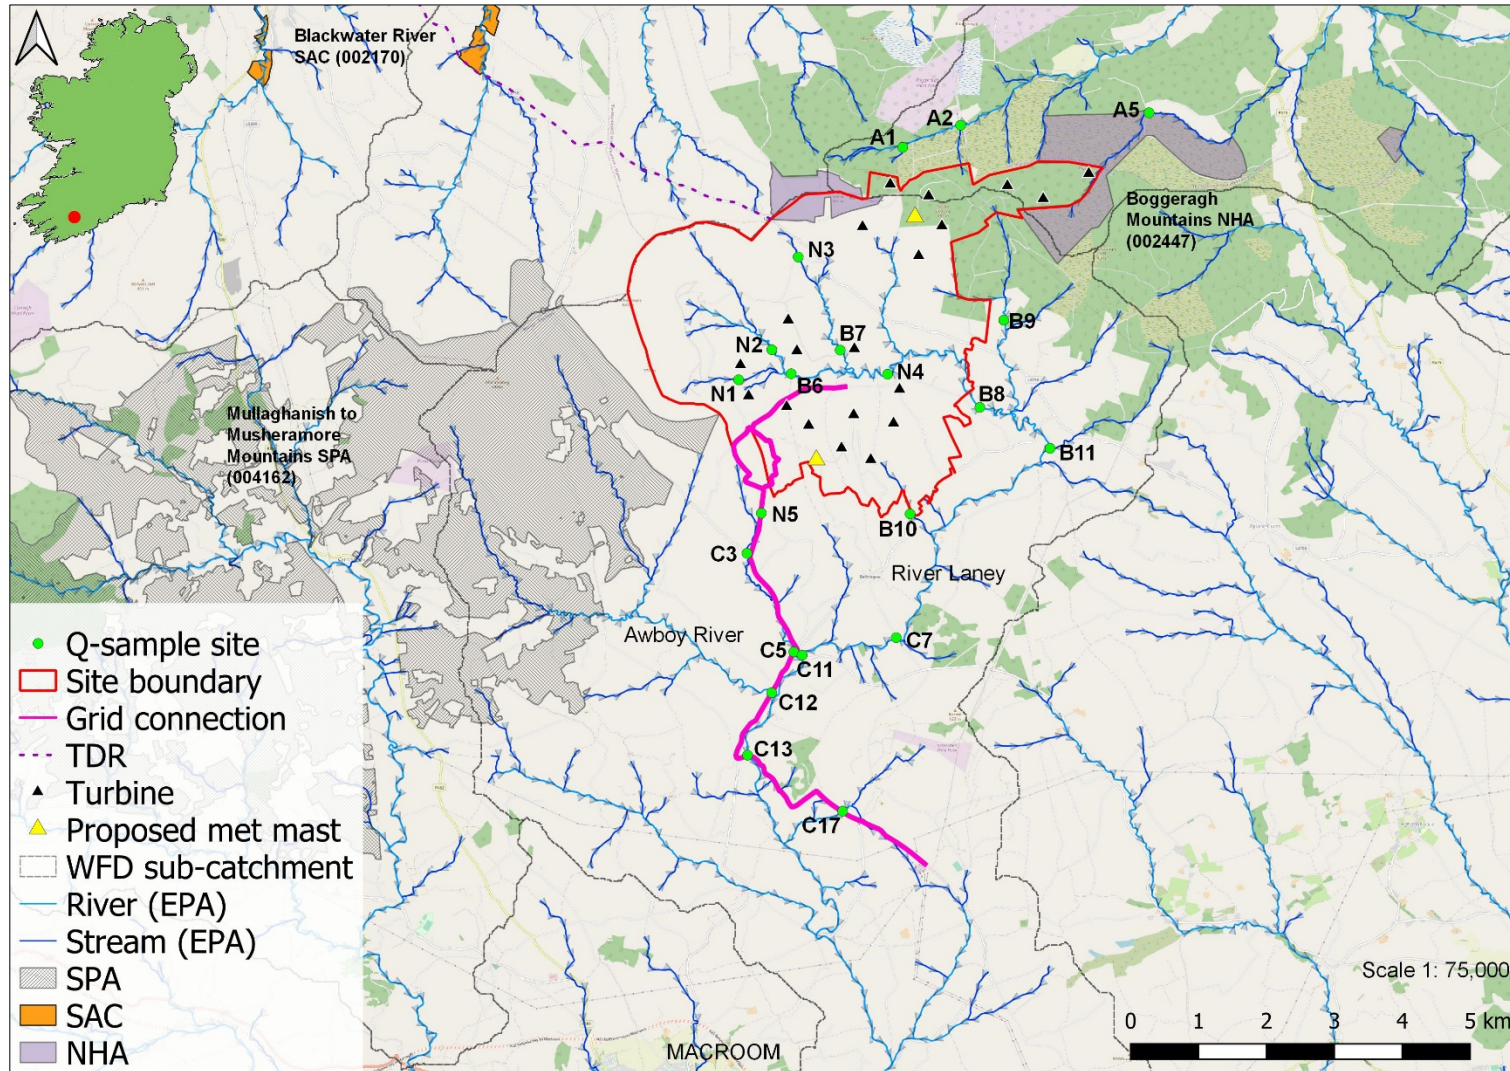 Blackwater River
SAC (002170)
A1
A2
A5
Boggeragh
Mountains NHA
(002447)
N3
B9
N2
B7
N1
B6
N4
B8
Mullaghanish to
Musheramore
Mountains SPA
(004162)
B11
N5
B10
C3
River Laney
Awboy River
C5
C11
C7
C12
C13
C17
Q-sample site
Site boundary
Grid connection
TDR
Turbine
Proposed met mast
WFD sub-catchment
River (EPA)
Stream (EPA)
SPA
SAC
NHA
Scale 1: 75,000
0 1 2 3 4 5 km
MACROOM